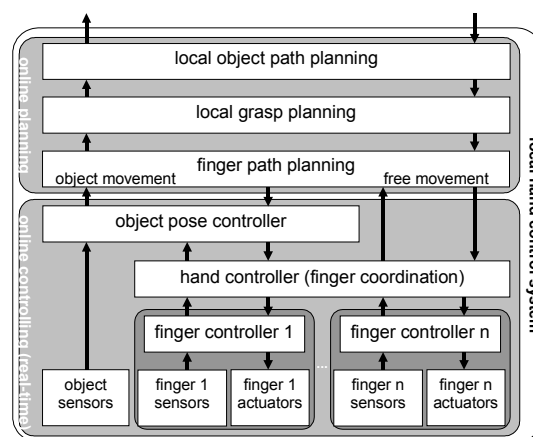 local object path planning
local grasp planning
finger path planning
object movement
free movement
online planning
object pose controller
hand controller (finger coordination)
finger controller 1
...
finger controller n
object
sensors
finger 1
sensors
finger 1
actuators
finger n
sensors
finger n
actuators
online controlling (real-time)
local hand control system